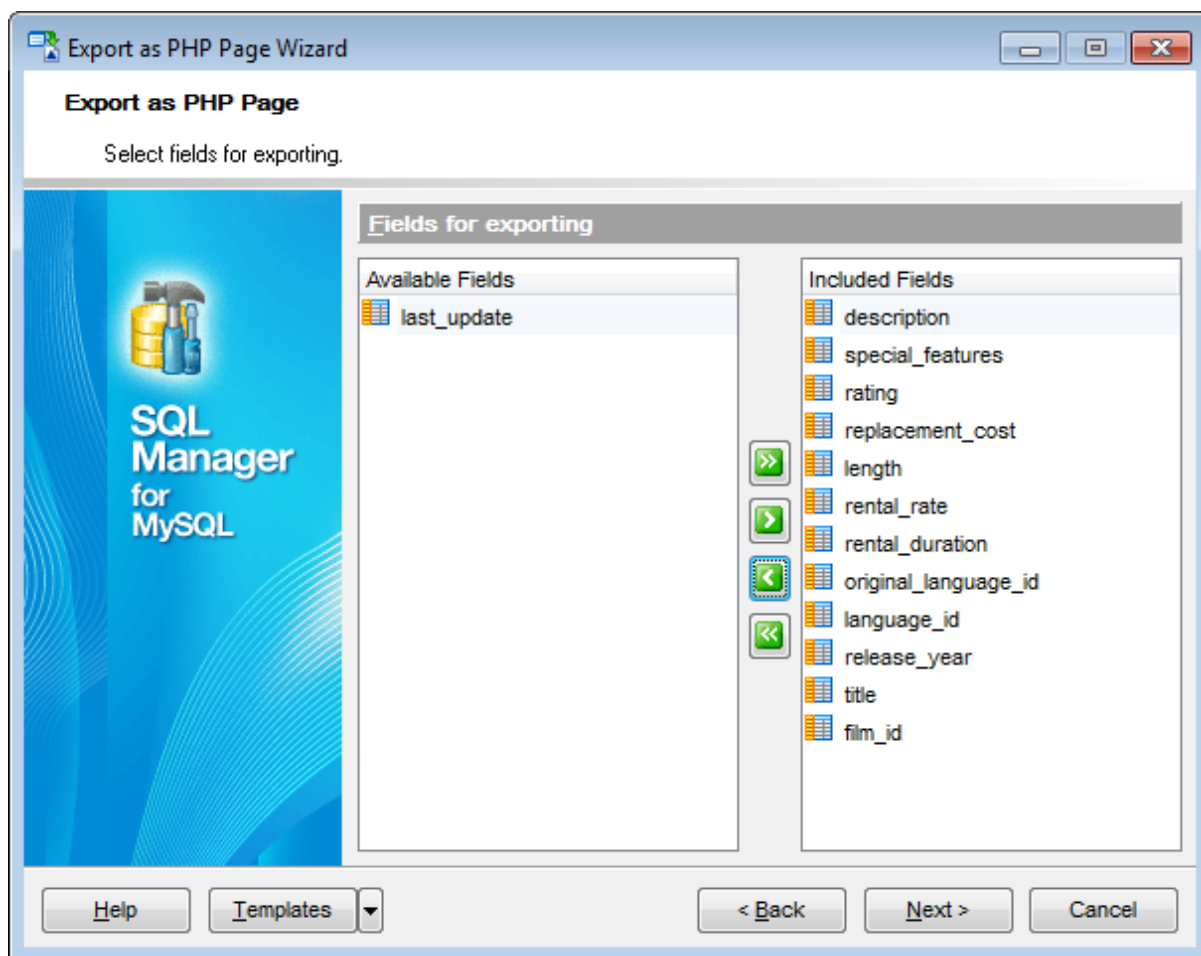 Export as PHP Page Wizard
Export as PHP Page
Select fields for exporting.
SQL
Manager
for
MySQL
Fields for exporting
Available Fields
last_update
Included Fields
description
special_features
rating
replacement_cost
length
rental_rate
rental_duration
original_language_id
language_id
release_year
title
film_id
Help
Templates
< Back
Next >
Cancel